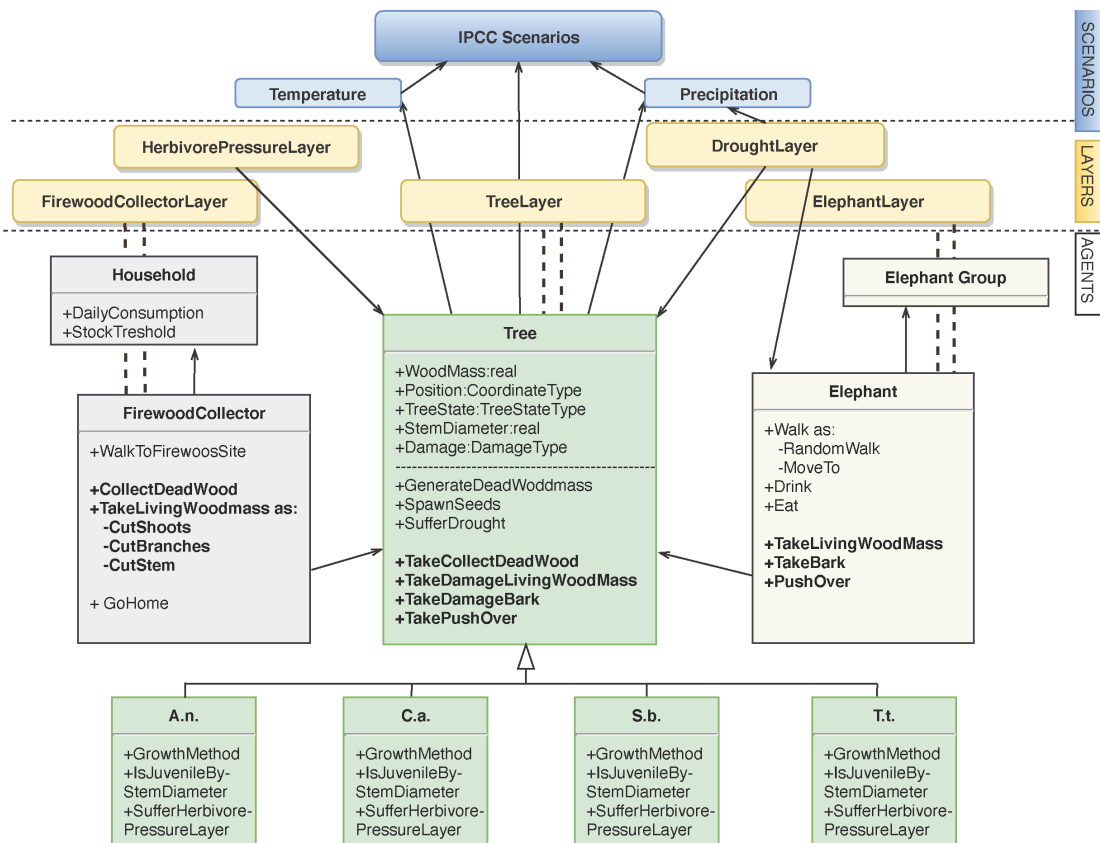 IPCC Scenarios
SCENARIOS
Temperature
Precipitation
HerbivorePressureLayer
DroughtLayer
LAYERS
FirewoodCollectorLayer
TreeLayer
ElephantLayer
AGENTS
Household
+DailyConsumption
+StockTreshold
Elephant Group
FirewoodCollector
+WalkToFirewoosSite
+CollectDeadWood
+TakeLivingWoodmass as:
-CutShoots
-CutBranches
-CutStem
+ GoHome
Tree
+WoodMass:real
+Position:CoordinateType
+TreeState:TreeStateType
+StemDiameter:real
+Damage:DamageType
+GenerateDeadWoddmass
+SpawnSeeds
+SufferDrought
+TakeCollectDeadWood
+TakeDamageLivingWoodMass
+TakeDamageBark
+TakePushOver
Elephant
+Walk as:
-RandomWalk
-MoveTo
+Drink
+Eat
+TakeLivingWoodMass
+TakeBark
+PushOver
A.n.
+GrowthMethod
+IsJuvenileBy-
StemDiameter
+SufferHerbivore-
PressureLayer
C.a.
+GrowthMethod
+IsJuvenileBy-
StemDiameter
+SufferHerbivore-
PressureLayer
S.b.
+GrowthMethod
+IsJuvenileBy-
StemDiameter
+SufferHerbivore-
PressureLayer
T.t.
+GrowthMethod
+IsJuvenileBy-
StemDiameter
+SufferHerbivore-
PressureLayer